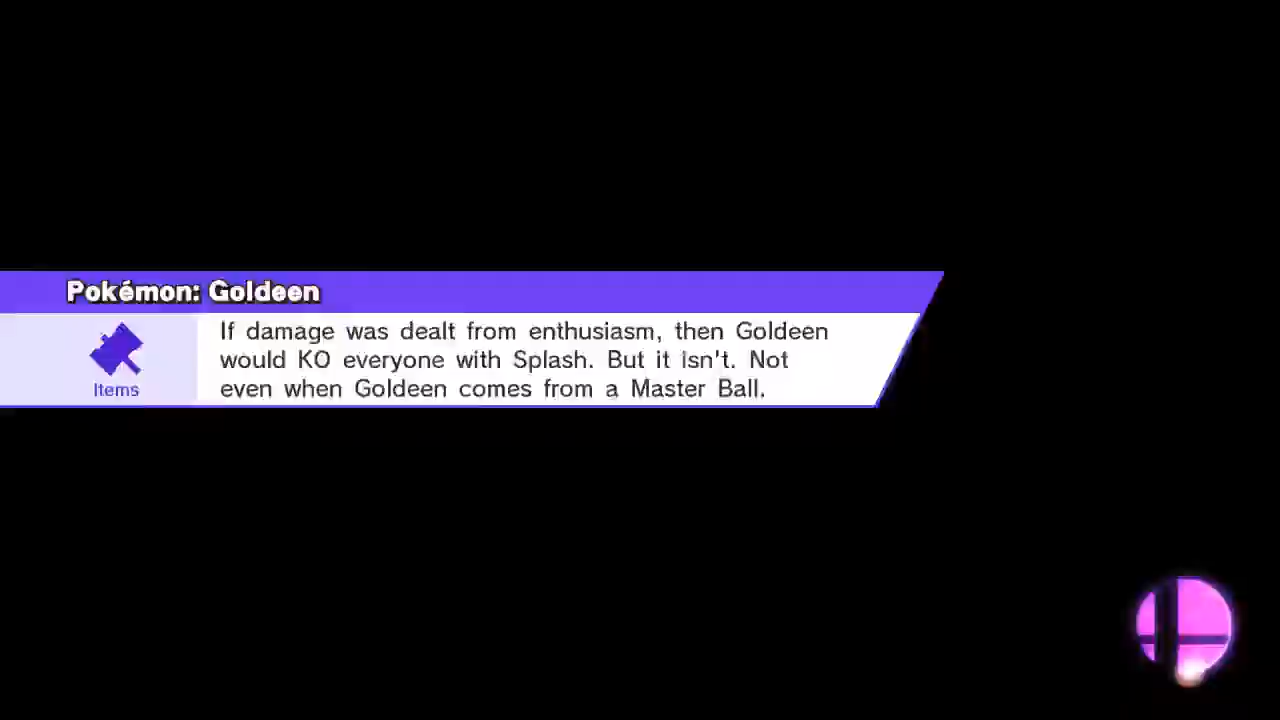 Pokémon: Goldeen
If damage was dealt from enthusiasm, then Goldeen
would KO everyone with Splash. But it isn't. Not
even when Goldeen comes from a Master Ball.
Items